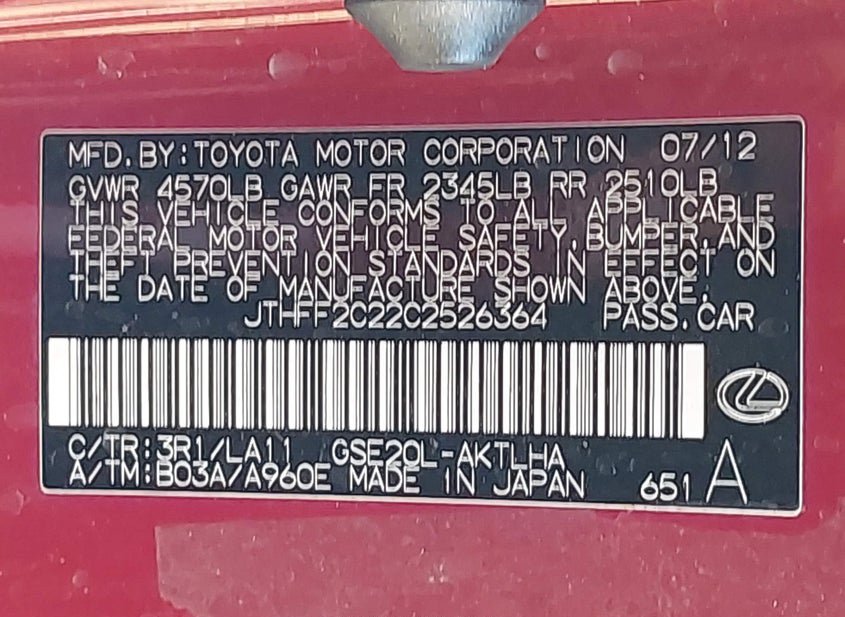 MFD.BY:TOYOTA MOTOR CORPORATION 07/12
GVWR 4570LB GAWR FR 2345LB RR 2510LB
THIS VEHICLE CONFORMS TO ALL APPLICABLE
FEDERAL MOTOR VEHICLE SAFETY,BUMPER,AND
THEFT PREVENTION STANDARDS IN EFFECT ON
THE DATE OF MANUFACTURE SHOWN ABOVE.
JTHFF2C22C2526364 PASS.CAR
C/TR:3R1/LA11 GSE20L-AKTLHA
A/TM:B03A/A960E MADE IN JAPAN 651 A